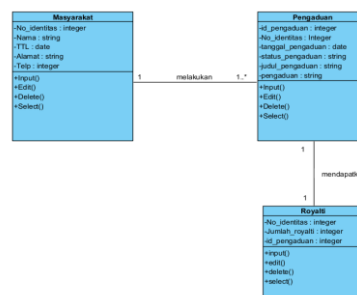 Masyarakat
-No_identitas : integer
-Nama : string
-TTL : date
-Alamat : string
-Telp : integer
+Input()
+Edit()
+Delete()
+Select()
1
melakukan
1..*
Pengaduan
-id_pengaduan : integer
-No_identitas : Integer
-tanggal_pengaduan : date
-status_pengaduan : string
-judul_pengaduan : string
-pengaduan : string
+Input()
+Edit()
+Delete()
+Select()
1
mendapatk
1
Royalti
-No_identitas : integer
-Jumlah_royalti : integer
-id_pengaduan : integer
+input()
+edit()
+delete()
+select()